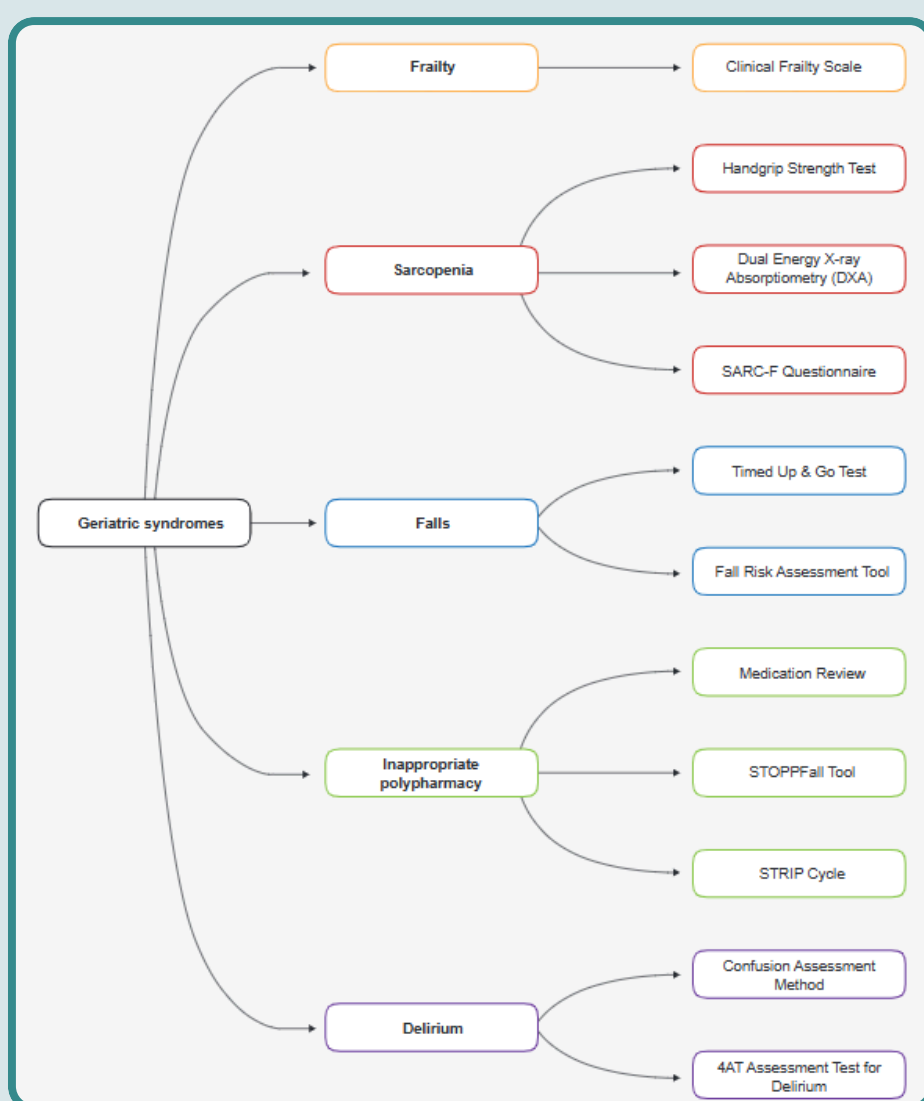 Frailty
Clinical Frailty Scale
Handgrip Strength Test
Sarcopenia
Dual Energy X-ray
Absorptiometry (DXA)
SARC-F Questionnaire
Timed Up & Go Test
Geriatric syndromes
Falls
Fall Risk Assessment Tool
Medication Review
Inappropriate
polypharmacy
STOPPFall Tool
STRIP Cycle
Confusion Assessment
Method
Delirium
4AT Assessment Test for
Delirium